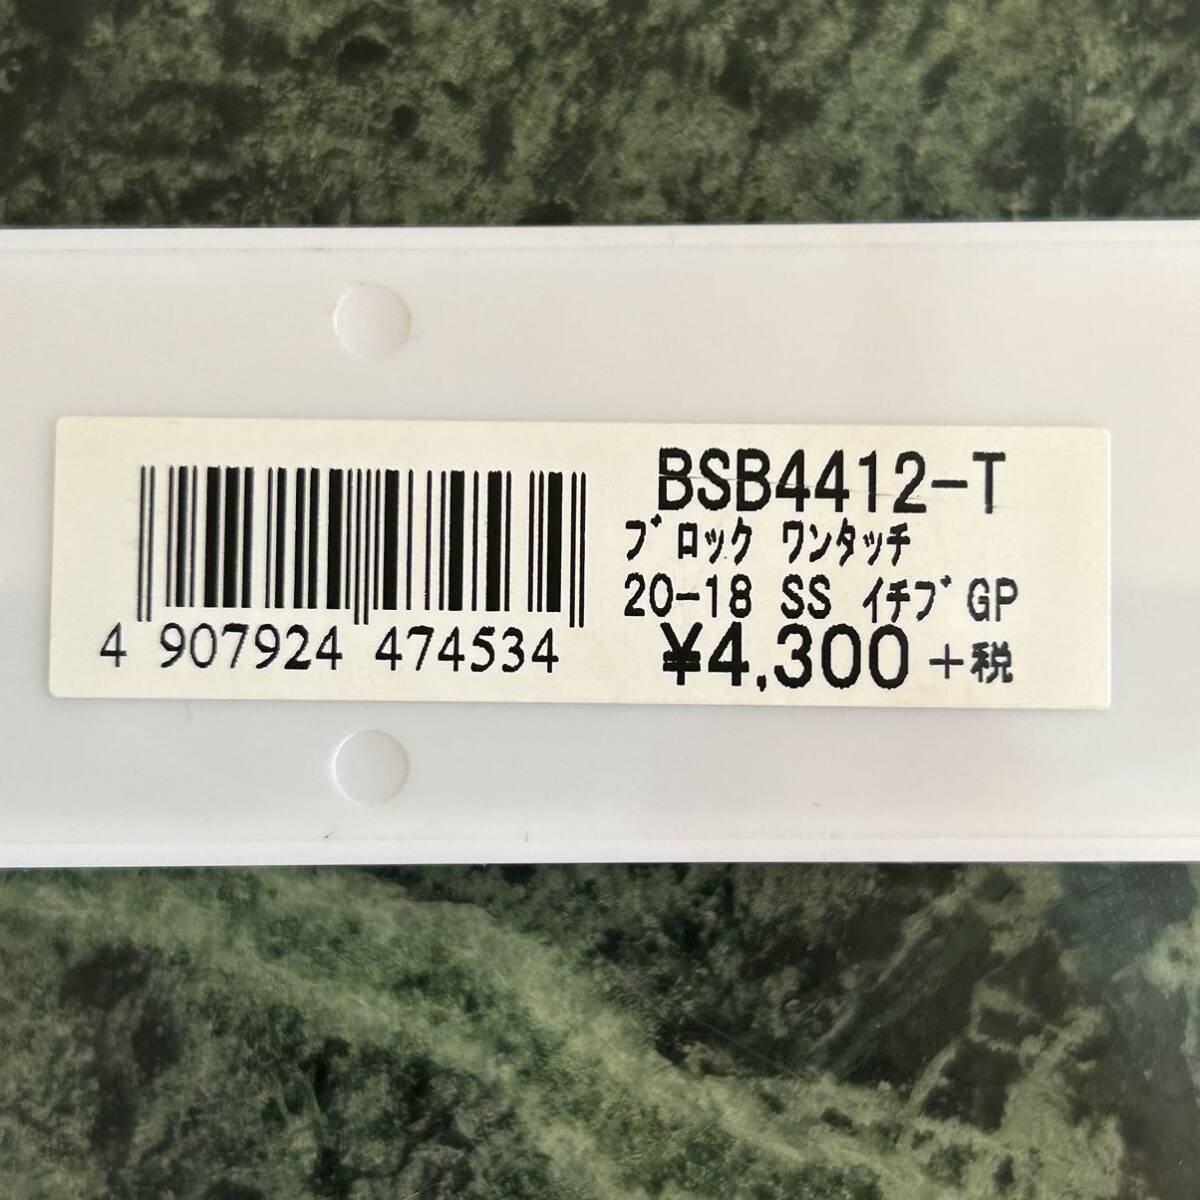 BSB4412-T
ﾌﾞﾛｯｸ ﾜﾝﾀｯﾁ
20-18 SS ｲﾁﾌﾞGP
¥4,300+税
4 907924 474534